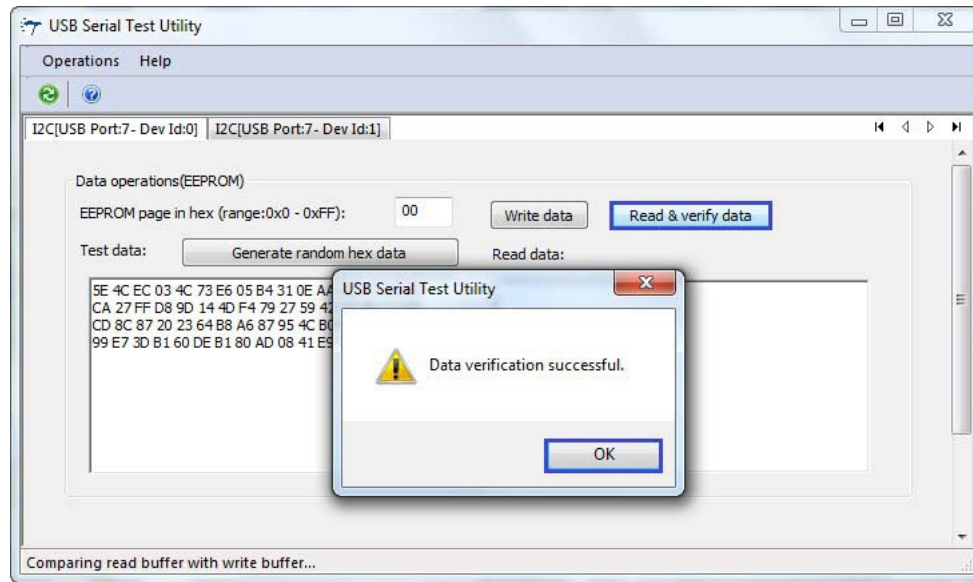 USB Serial Test Utility
Operations Help
I2C[USB Port:7- Dev Id:0] I2C[USB Port:7- Dev Id:1]
Data operations(EEPROM)
EEPROM page in hex (range:0x0 - 0xFF): 00 Write data Read & verify data
Test data: Generate random hex data Read data:
5E 4C EC 03 4C 73 E6 05 B4 31 0E
CA 27 FF D8 9D 14 4D F4 79 27 59 42
CD 8C 87 20 23 64 B8 A6 87 95 4C
99 E7 3D B1 60 DE B1 80 AD 08 41 E9
USB Serial Test Utility
Data verification successful.
OK
Comparing read buffer with write buffer...